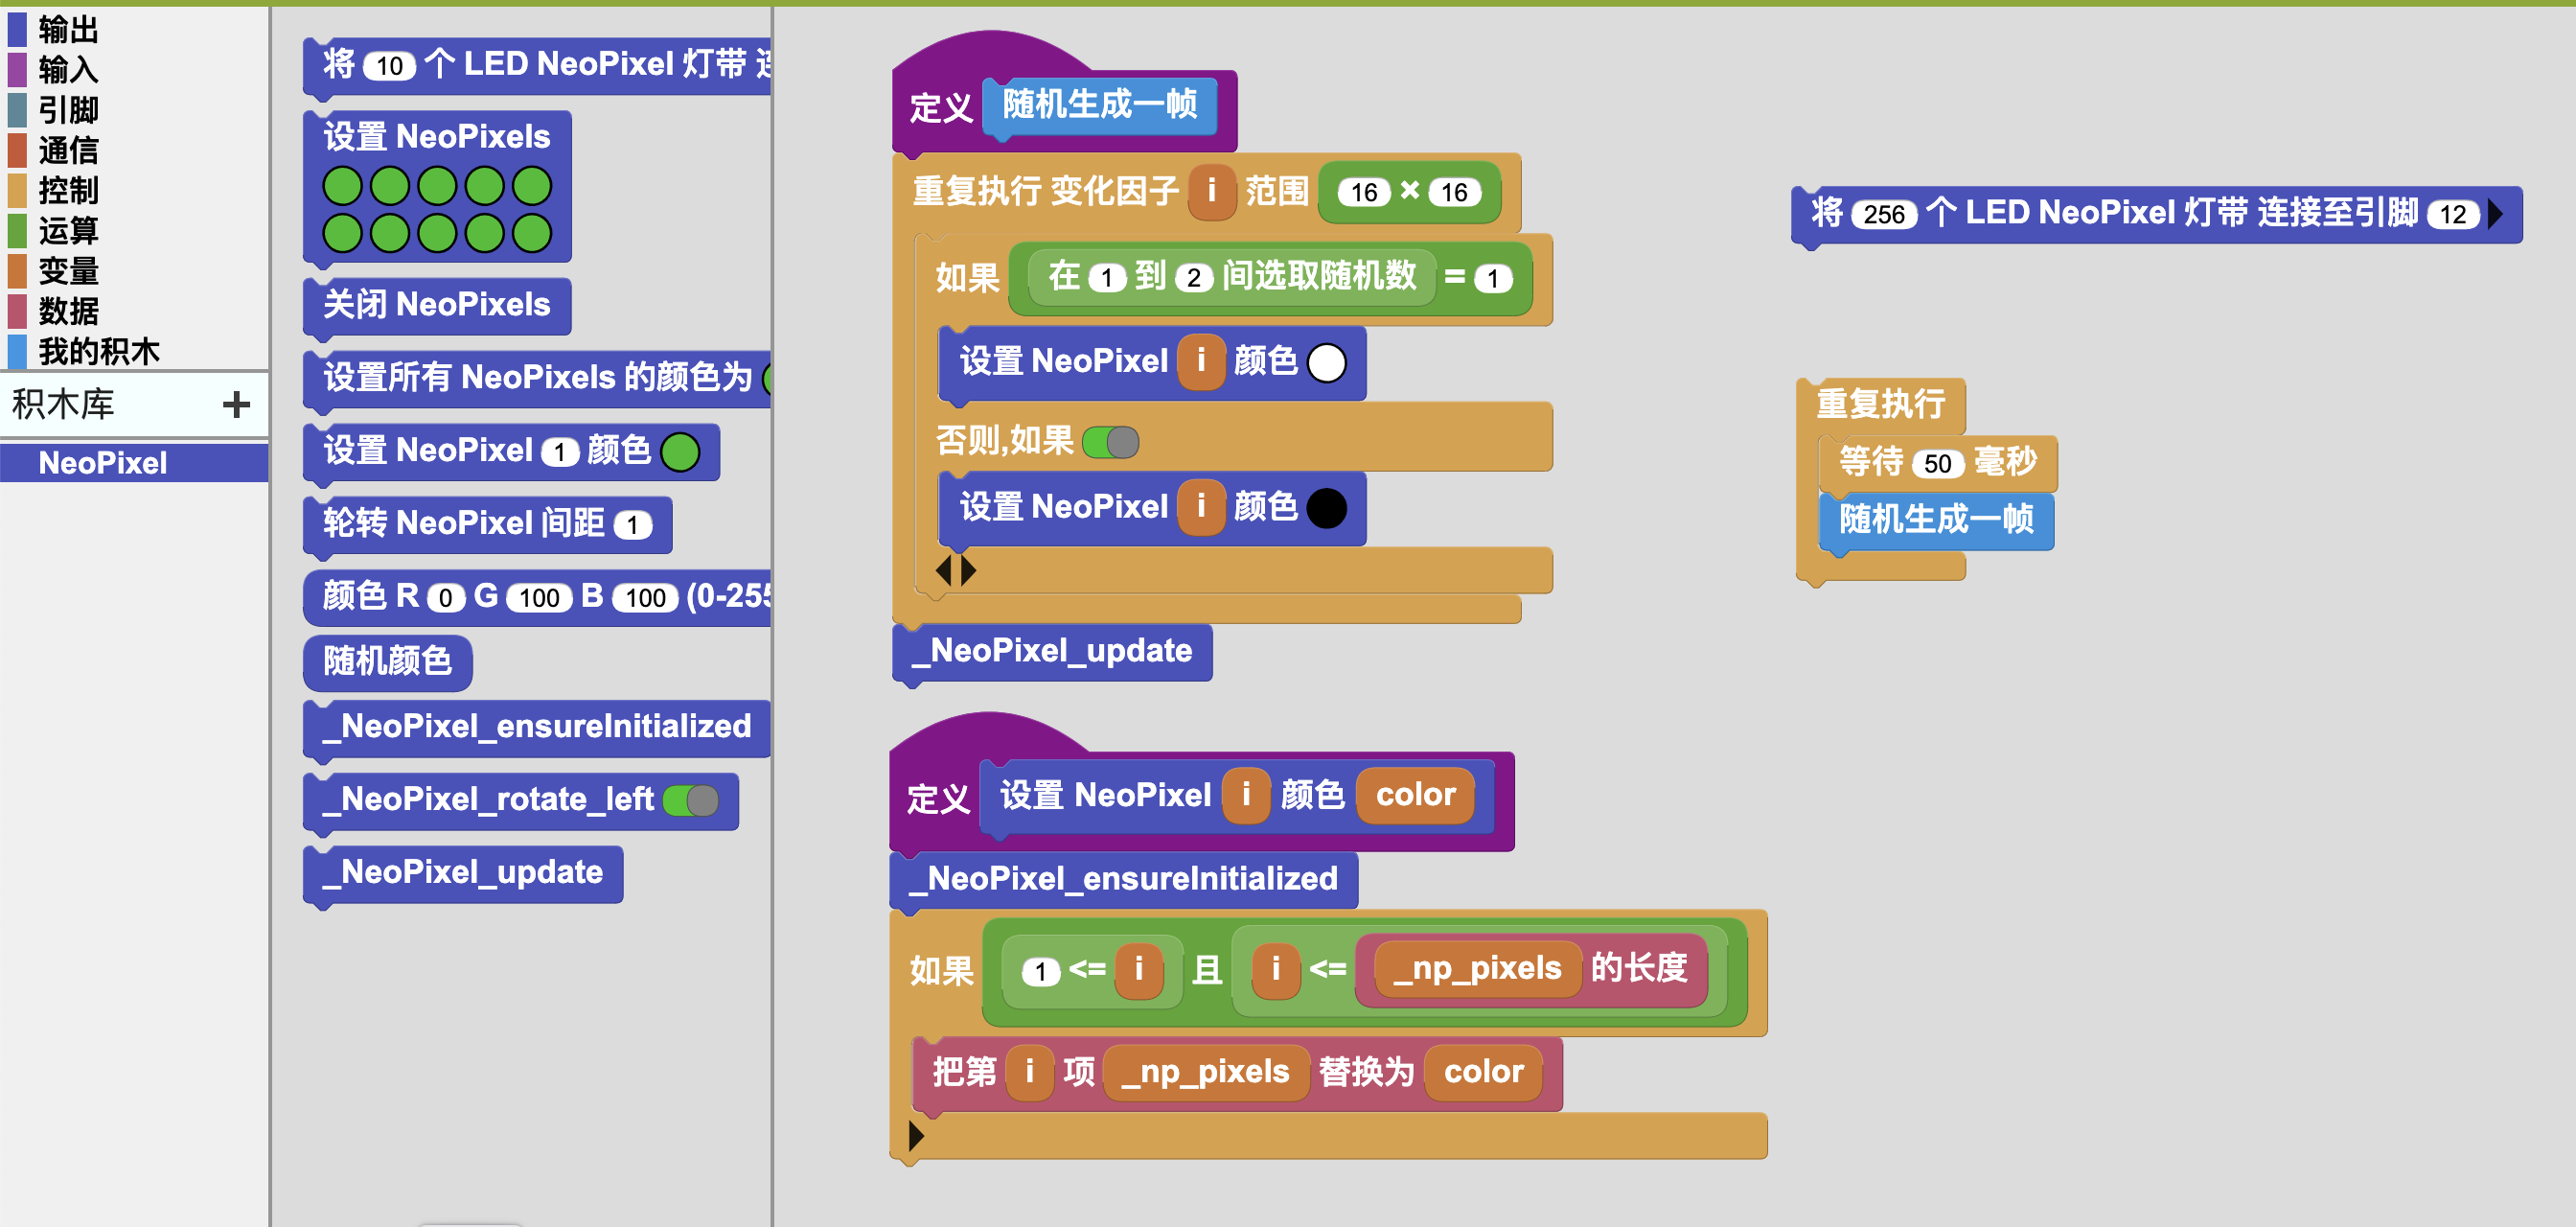 输出
输入
引脚
通信
控制
运算
变量
数据
我的积木
积木库 +
NeoPixel
将 10 个 LED NeoPixel 灯带
设置 NeoPixels
关闭 NeoPixels
设置所有 NeoPixels 的颜色为
设置 NeoPixel 1 颜色
轮转 NeoPixel 间距 1
颜色 R 0 G 100 B 100 (0-255
随机颜色
_NeoPixel_ensureInitialized
_NeoPixel_rotate_left
_NeoPixel_update
定义 随机生成一帧
重复执行 变化因子 i 范围 16 × 16
如果 在 1 到 2 间选取随机数 = 1
设置 NeoPixel i 颜色
否则,如果
设置 NeoPixel i 颜色
_NeoPixel_update
定义 设置 NeoPixel i 颜色 color
_NeoPixel_ensureInitialized
如果 1 <= i 且 i <= _np_pixels 的长度
把第 i 项 _np_pixels 替换为 color
将 256 个 LED NeoPixel 灯带 连接至引脚 12
重复执行
等待 50 毫秒
随机生成一帧